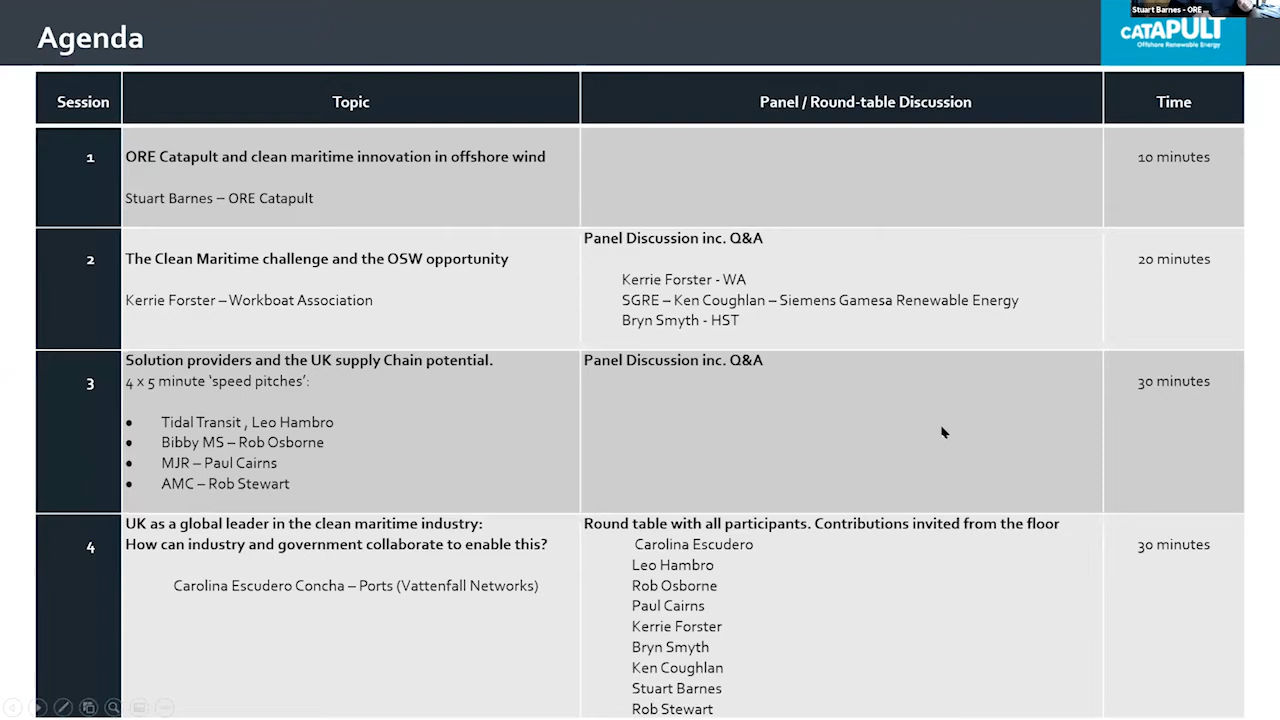 Agenda
Stuart Barnes - ORE ...
CATAPULT
Offshore Renewable Energy
Session
Topic
Panel / Round-table Discussion
Time
1
ORE Catapult and clean maritime innovation in offshore wind
Stuart Barnes – ORE Catapult
10 minutes
2
The Clean Maritime challenge and the OSW opportunity
Kerrie Forster – Workboat Association
Panel Discussion inc. Q&A
Kerrie Forster - WA
SGRE – Ken Coughlan – Siemens Gamesa Renewable Energy
Bryn Smyth - HST
20 minutes
3
Solution providers and the UK supply Chain potential.
4 x 5 minute ‘speed pitches’:
• Tidal Transit , Leo Hambro
• Bibby MS – Rob Osborne
• MJR – Paul Cairns
• AMC – Rob Stewart
Panel Discussion inc. Q&A
30 minutes
4
UK as a global leader in the clean maritime industry:
How can industry and government collaborate to enable this?
Carolina Escudero Concha – Ports (Vattenfall Networks)
Round table with all participants. Contributions invited from the floor
Carolina Escudero
Leo Hambro
Rob Osborne
Paul Cairns
Kerrie Forster
Bryn Smyth
Ken Coughlan
Stuart Barnes
Rob Stewart
30 minutes